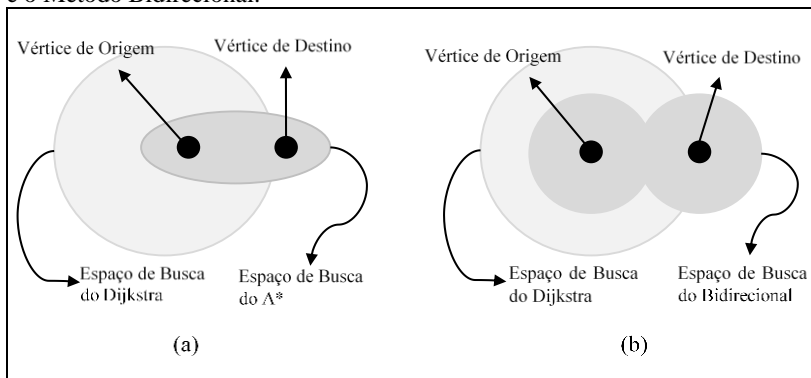 e o Método Bidirecional.
Vértice de Origem
Vértice de Destino
Espaço de Busca
do Dijkstra
Espaço de Busca
do A*
(a)
Vértice de Origem
Vértice de Destino
Espaço de Busca
do Dijkstra
Espaço de Busca
do Bidirecional
(b)